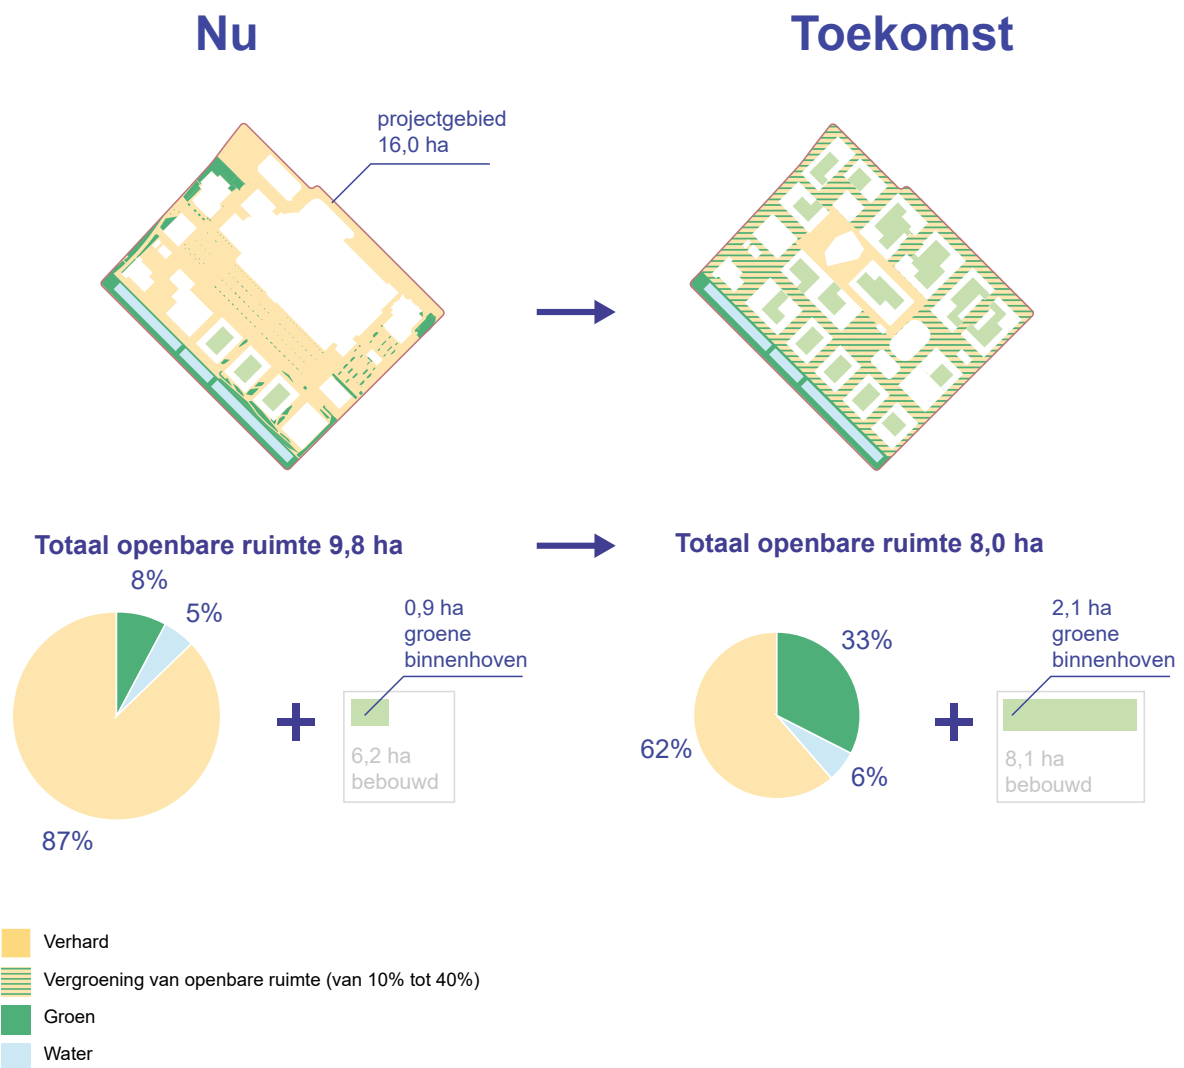 Nu
Toekomst
projectgebied
16,0 ha
Totaal openbare ruimte 9,8 ha
Totaal openbare ruimte 8,0 ha
8%
5%
87%
0,9 ha
groene
binnenhoven
6,2 ha
bebouwd
33%
62%
6%
2,1 ha
groene
binnenhoven
8,1 ha
bebouwd
Verhard
Vergroening van openbare ruimte (van 10% tot 40%)
Groen
Water